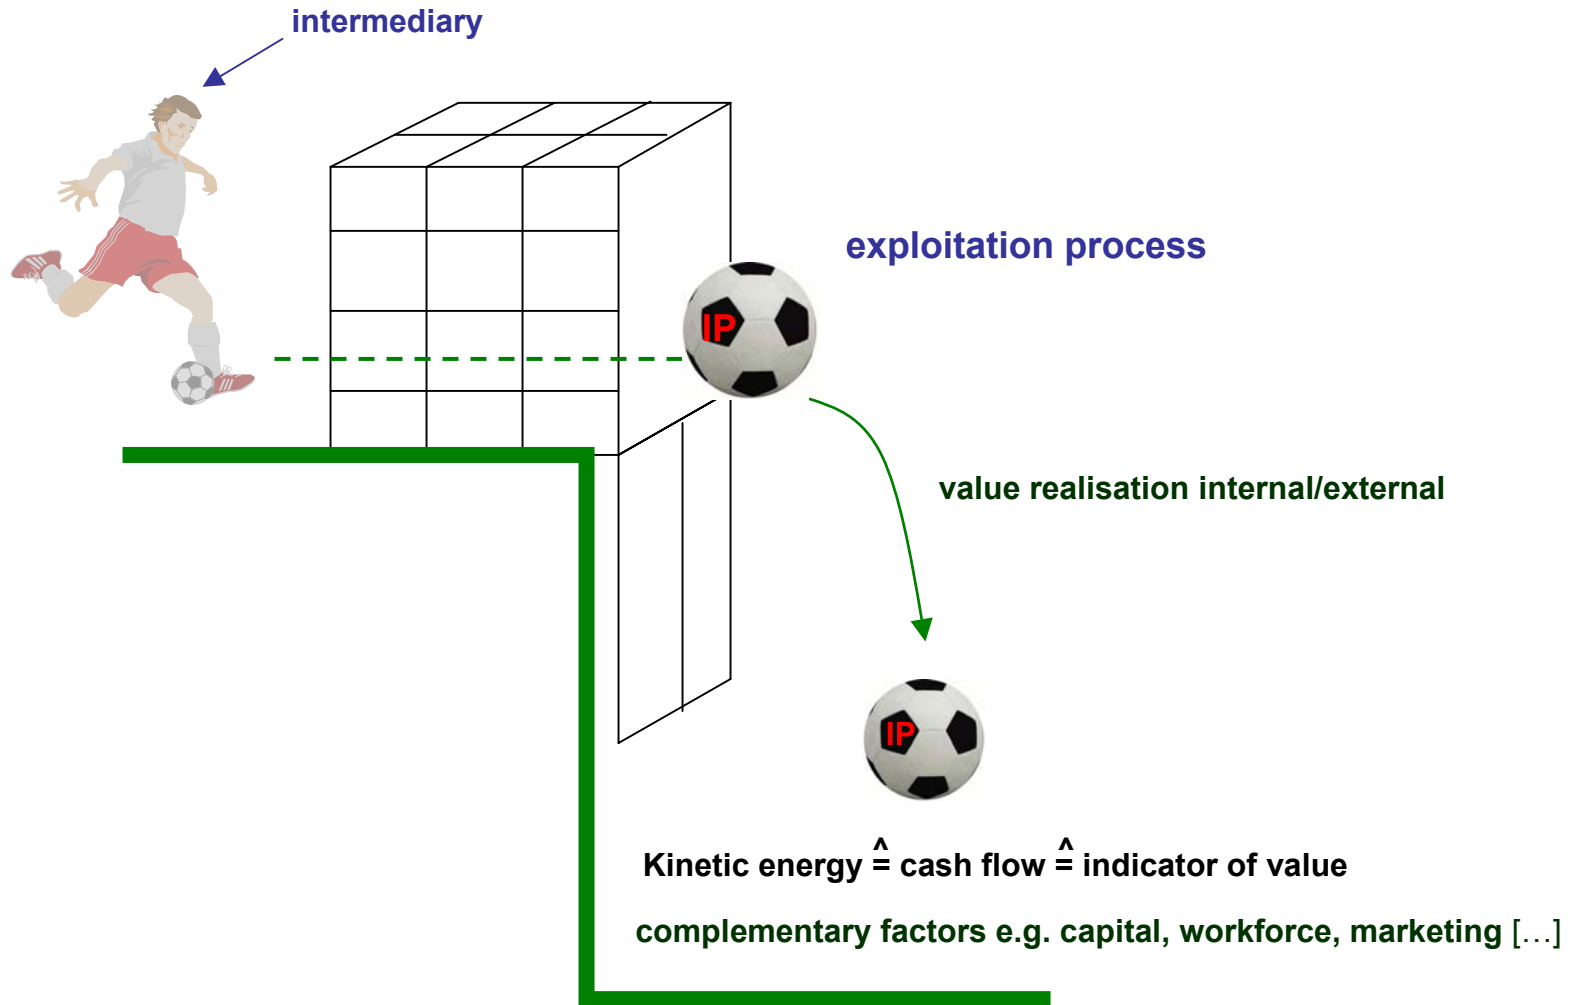 intermediary
exploitation process
IP
value realisation internal/external
IP
Kinetic energy ≙ cash flow ≙ indicator of value
complementary factors e.g. capital, workforce, marketing […]